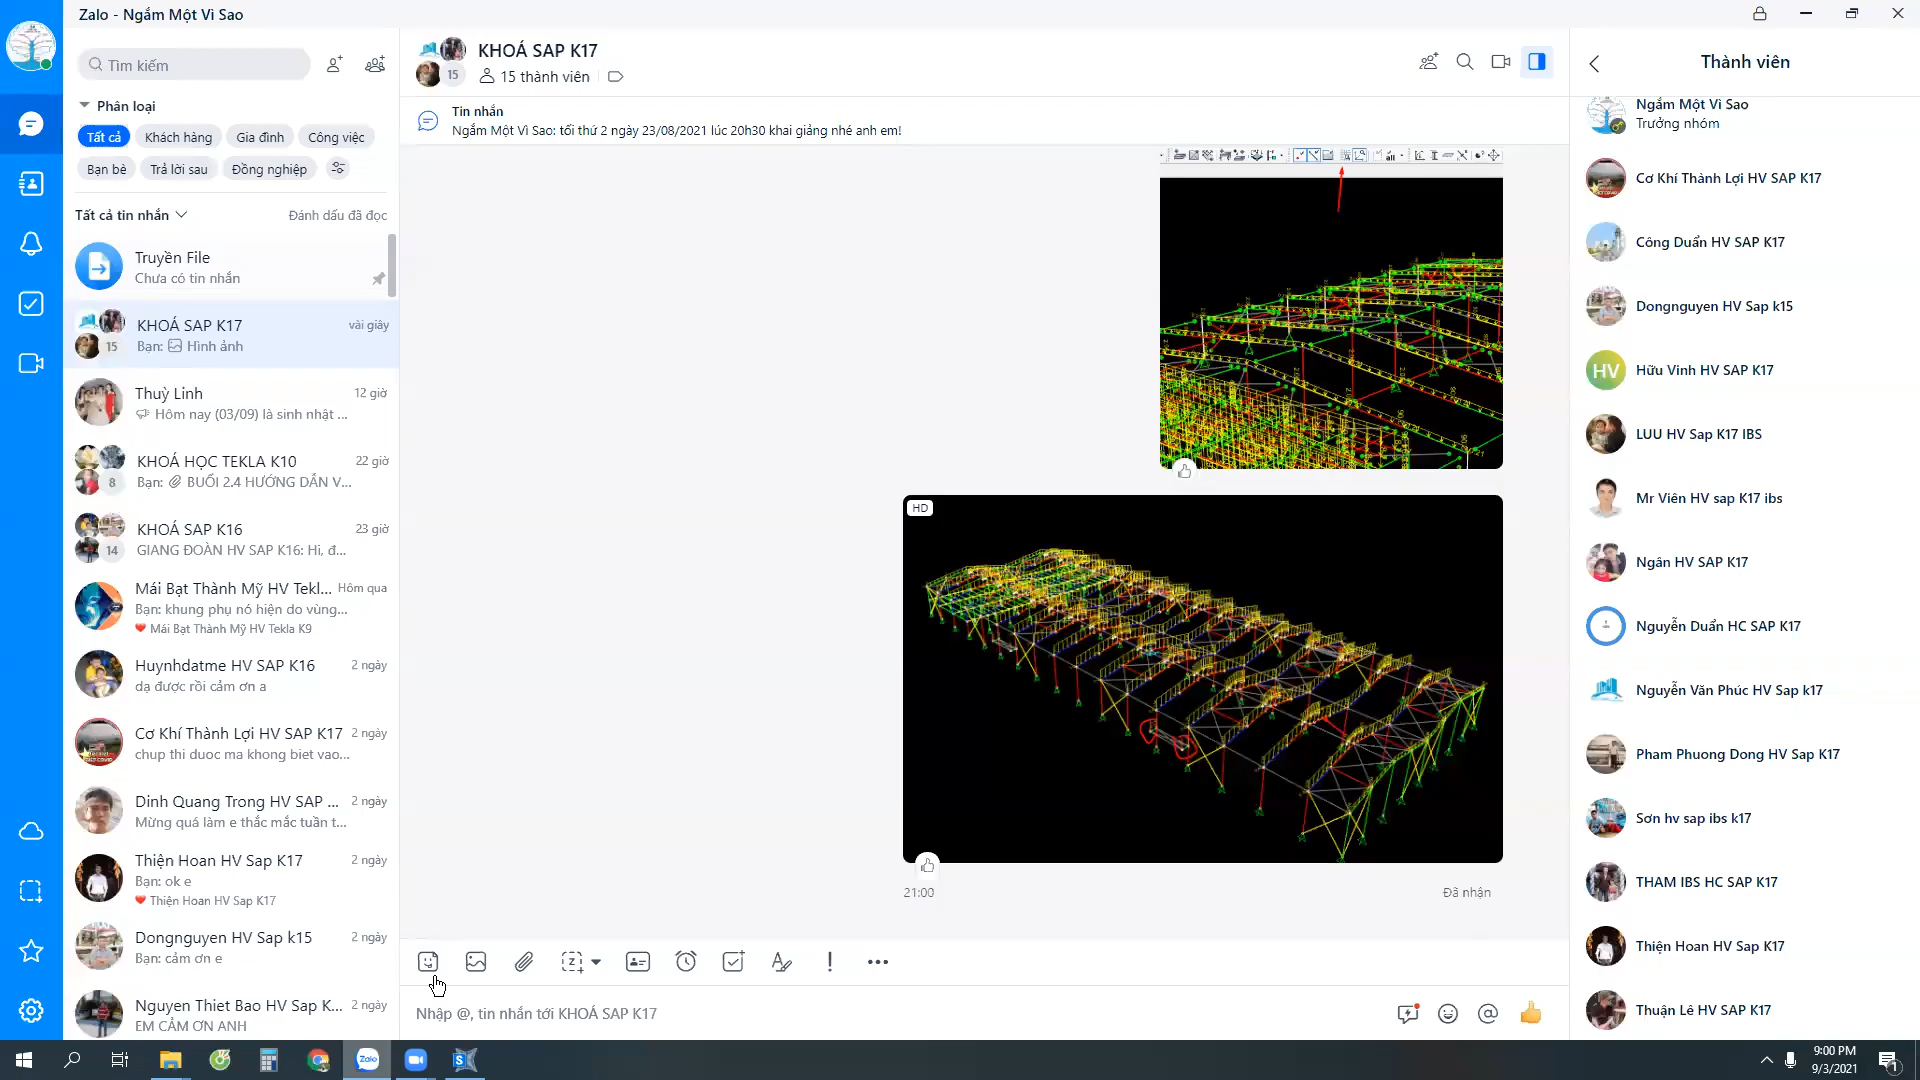 Zalo - Ngắm Một Vì Sao
Tìm kiếm
Phân loại
Tất cả
Khách hàng
Gia đình
Công việc
Bạn bè
Trả lời sau
Đồng nghiệp
Tất cả tin nhắn
Đánh dấu đã đọc
Truyền File
Chưa có tin nhắn
KHOÁ SAP K17
vài giây
Bạn: Hình ảnh
15
Thuỳ Linh
12 giờ
Hôm nay (03/09) là sinh nhật ...
KHOÁ HỌC TEKLA K10
22 giờ
Bạn: BUỔI 2.4 HƯỚNG DẪN V...
8
KHOÁ SAP K16
23 giờ
GIANG ĐOÀN HV SAP K16: Hi, đ...
14
Mái Bạt Thành Mỹ HV Tekl...
Hôm qua
Bạn: khung phụ nó hiện do vùng...
Mái Bạt Thành Mỹ HV Tekla K9
Huynhdatme HV SAP K16
2 ngày
dạ được rồi cảm ơn a
Cơ Khí Thành Lợi HV SAP K17
2 ngày
chup thi duoc ma khong biet vao...
Dinh Quang Trong HV SAP ...
2 ngày
Mừng quá làm e thắc mắc tuần t...
Thiện Hoan HV Sap K17
2 ngày
Bạn: ok e
Thiện Hoan HV Sap K17
Dongnguyen HV Sap k15
2 ngày
Bạn: cảm ơn e
Nguyen Thiet Bao HV Sap K...
2 ngày
EM CẢM ƠN ANH
KHOÁ SAP K17
15
15 thành viên
Tin nhắn
Ngắm Một Vì Sao: tối thứ 2 ngày 23/08/2021 lúc 20h30 khai giảng nhé anh em!
HD
21:00
Đã nhận
Nhập @, tin nhắn tới KHOÁ SAP K17
Thành viên
Ngắm Một Vì Sao
Trưởng nhóm
Cơ Khí Thành Lợi HV SAP K17
Công Duẩn HV SAP K17
Dongnguyen HV Sap k15
HV
Hữu Vinh HV SAP K17
LUU HV Sap K17 IBS
Mr Viên HV sap K17 ibs
Ngân HV SAP K17
Nguyễn Duẩn HC SAP K17
Nguyễn Văn Phúc HV Sap k17
Pham Phuong Dong HV Sap K17
Sơn hv sap ibs k17
THAM IBS HC SAP K17
Thiện Hoan HV Sap K17
Thuận Lê HV SAP K17
Zalo
9:00 PM
9/3/2021
1